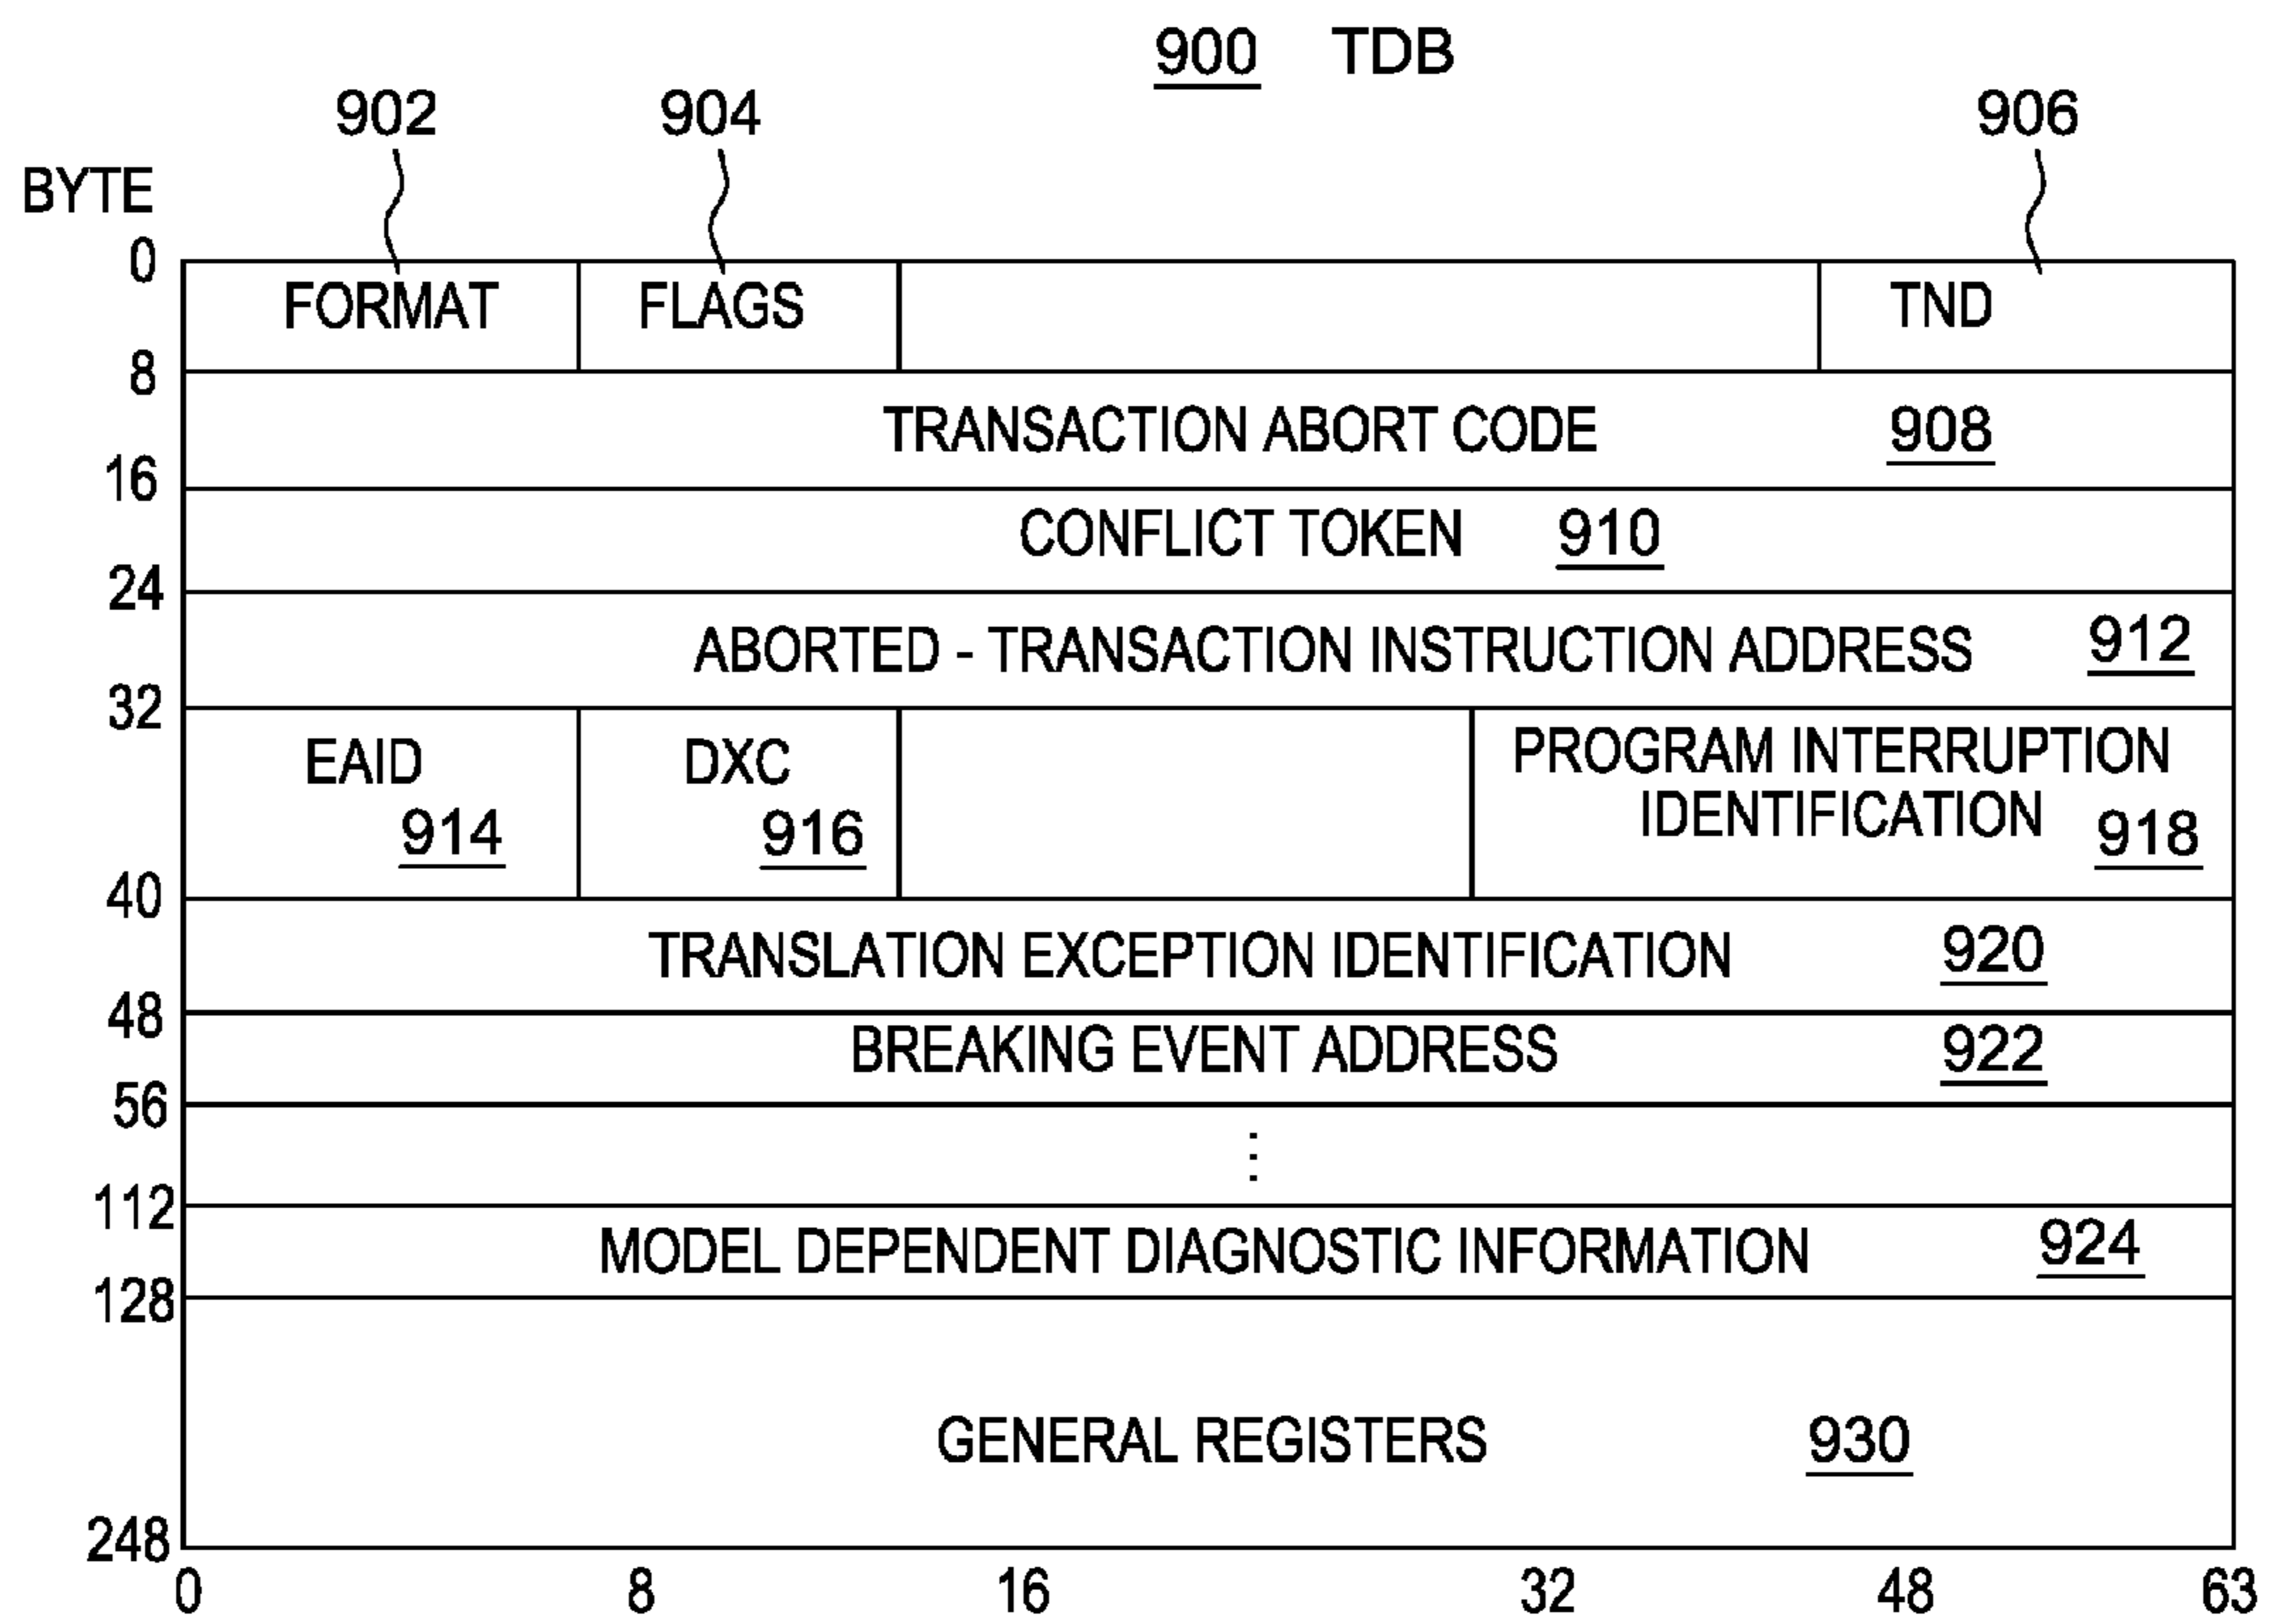 900 TDB
902 904 906
BYTE
0
FORMAT FLAGS TND
8
TRANSACTION ABORT CODE 908
16
CONFLICT TOKEN 910
24
ABORTED - TRANSACTION INSTRUCTION ADDRESS 912
32
EAID DXC PROGRAM INTERRUPTION
914 916 IDENTIFICATION 918
40
TRANSLATION EXCEPTION IDENTIFICATION 920
48
BREAKING EVENT ADDRESS 922
56
⋮
112
MODEL DEPENDENT DIAGNOSTIC INFORMATION 924
128
GENERAL REGISTERS 930
248
0 8 16 32 48 63